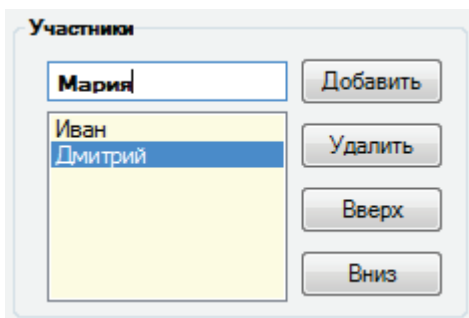 Участники
Мария
Добавить
Иван
Дмитрий
Удалить
Вверх
Вниз